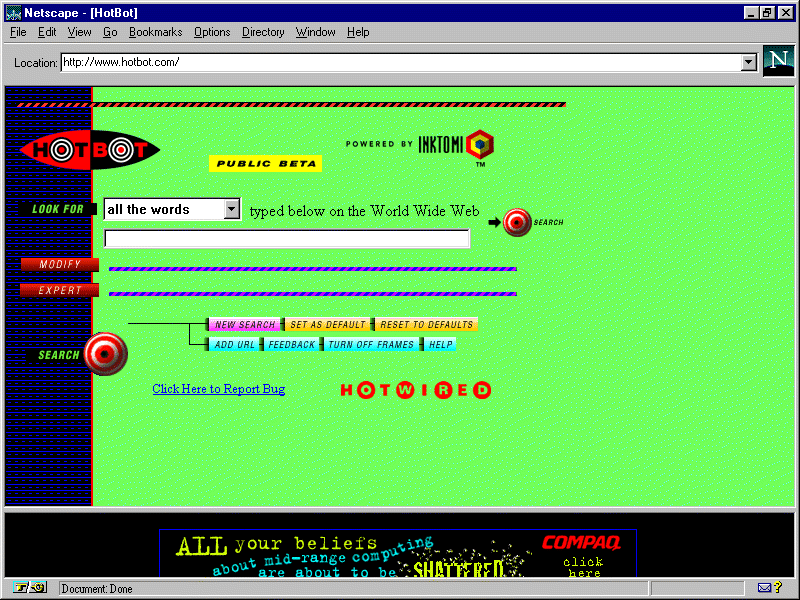 Netscape - [HotBot]
File Edit View Go Bookmarks Options Directory Window Help
Location: http://www.hotbot.com/
N
HOTBOT
POWERED BY INKTOMI
TM
PUBLIC BETA
LOOK FOR all the words typed below on the World Wide Web
SEARCH
MODIFY
EXPERT
NEW SEARCH SET AS DEFAULT RESET TO DEFAULTS
ADD URL FEEDBACK TURN OFF FRAMES HELP
SEARCH
Click Here to Report Bug
HOTWIRED
ALL your beliefs
about mid-range computing
are about to be SHATTERED
COMPAQ
click
here
Document: Done